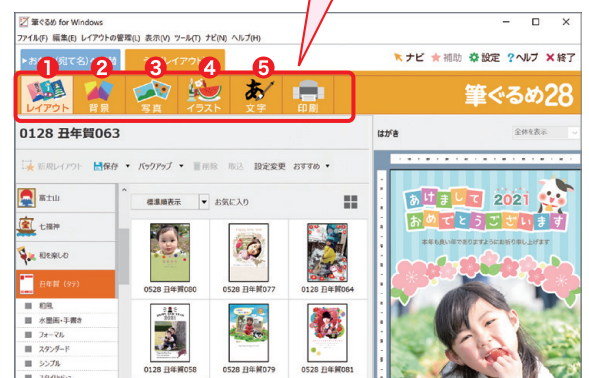 筆ぐるめ for Windows
ファイル(F) 編集(E) レイアウトの管理(L) 表示(V) ツール(T) ナビ(N) ヘルプ(H)
ナビ ★補助 設定 ?ヘルプ ×終了
1 2 3 4 5
レイアウト 背景 写真 イラスト 文字 印刷
筆ぐるめ28
0128 丑年賀063
はがき 全体を表示
新規レイアウト 保存 バックアップ 削除 取込 設定変更 おすすめ
富士山
七福神
和を楽しむ
丑年賀 (99)
和風
水墨画・手書き
フォーマル
スタンダード
シンプル
標準順表示 お気に入り
0528 丑年賀080 0528 丑年賀077 0128 丑年賀064
0128 丑年賀058 0528 丑年賀079 0528 丑年賀081
あけまして 2021
おめでとうございます
本年も良い年でありますようにお祈り申し上げます